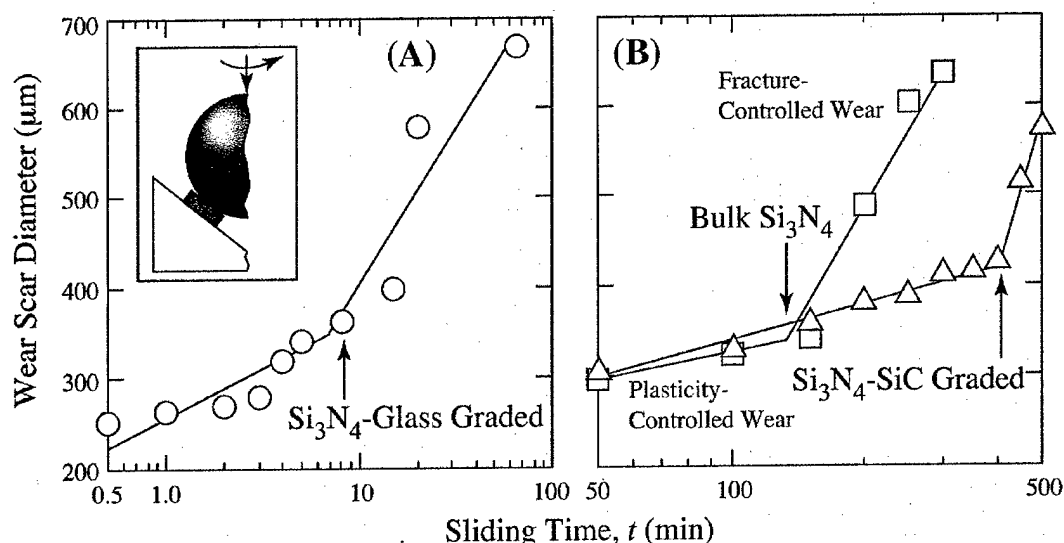 700
600
500
400
300
200
Wear Scar Diameter (μm)
(A)
Si3N4-Glass Graded
0.5 1.0 10 100
(B)
Fracture-
Controlled Wear
Bulk Si3N4
Si3N4-SiC Graded
Plasticity-
Controlled Wear
50 100 500
Sliding Time, t (min)